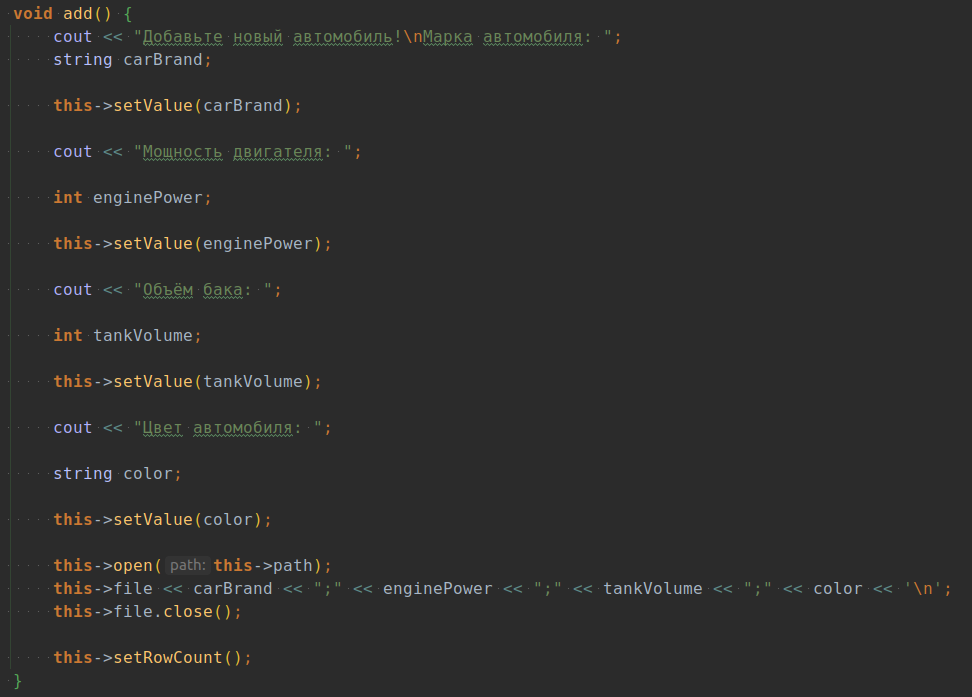 void add() {
cout << "Добавьте новый автомобиль!\nМарка автомобиля: ";
string carBrand;
this->setValue(carBrand);
cout << "Мощность двигателя: ";
int enginePower;
this->setValue(enginePower);
cout << "Объём бака: ";
int tankVolume;
this->setValue(tankVolume);
cout << "Цвет автомобиля: ";
string color;
this->setValue(color);
this->open( path: this->path);
this->file << carBrand << ";" << enginePower << ";" << tankVolume << ";" << color << '\n';
this->file.close();
this->setRowCount();
}